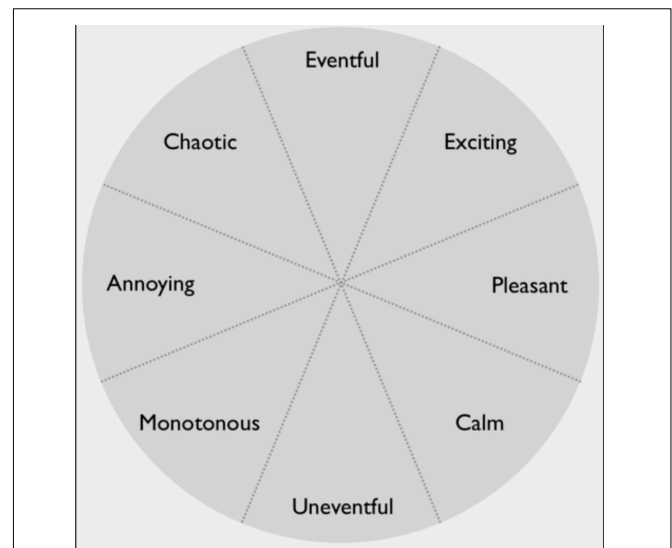 Eventful
Chaotic
Exciting
Annoying
Pleasant
Monotonous
Calm
Uneventful